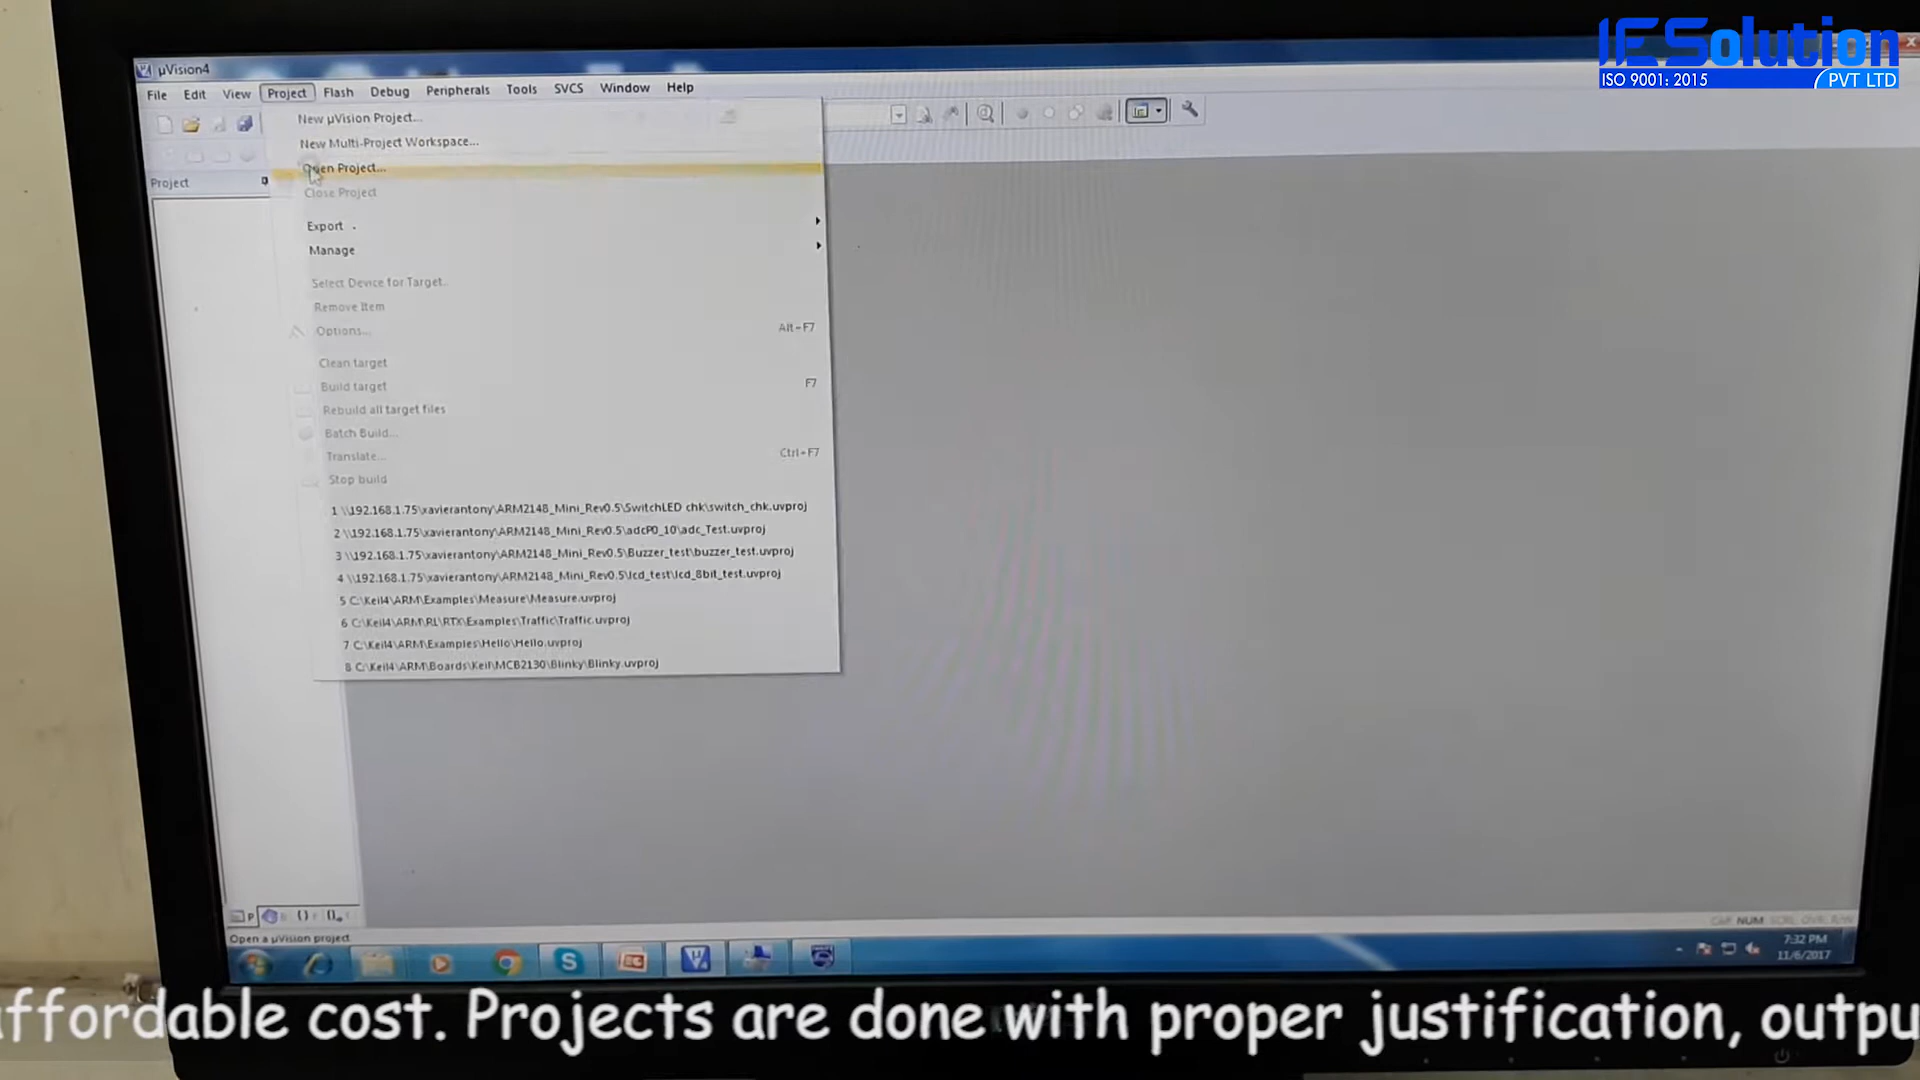 IFSolution
ISO 9001: 2015
PVT LTD
µVision4
File Edit View Project Flash Debug Peripherals Tools SVCS Window Help
New µVision Project...
New Multi-Project Workspace...
Open Project...
Close Project
Project
Export
Manage
Select Device for Target..
Remove Item
Options... Alt+F7
Clean target
Build target F7
Rebuild all target files
Batch Build...
Translate... Ctrl+F7
Stop build
1 \\192.168.1.75\xavierantony\ARM2148_Mini_Rev0.5\SwitchLED chk\switch_chk.uvproj
2 \\192.168.1.75\xavierantony\ARM2148_Mini_Rev0.5\adcP0_10\adc_Test.uvproj
3 \\192.168.1.75\xavierantony\ARM2148_Mini_Rev0.5\Buzzer_test\buzzer_test.uvproj
4 \\192.168.1.75\xavierantony\ARM2148_Mini_Rev0.5\lcd_test\lcd_8bit_test.uvproj
5 C:\Keil4\ARM\Examples\Measure\Measure.uvproj
6 C:\Keil4\ARM\RL\RTX\Examples\Traffic\Traffic.uvproj
7 C:\Keil4\ARM\Examples\Hello\Hello.uvproj
8 C:\Keil4\ARM\Boards\Keil\MCB2130\Blinky\Blinky.uvproj
Open a µVision project
CAP NUM SCRL OVR R/W
7:32 PM
11/6/2017
affordable cost. Projects are done with proper justification, outpu